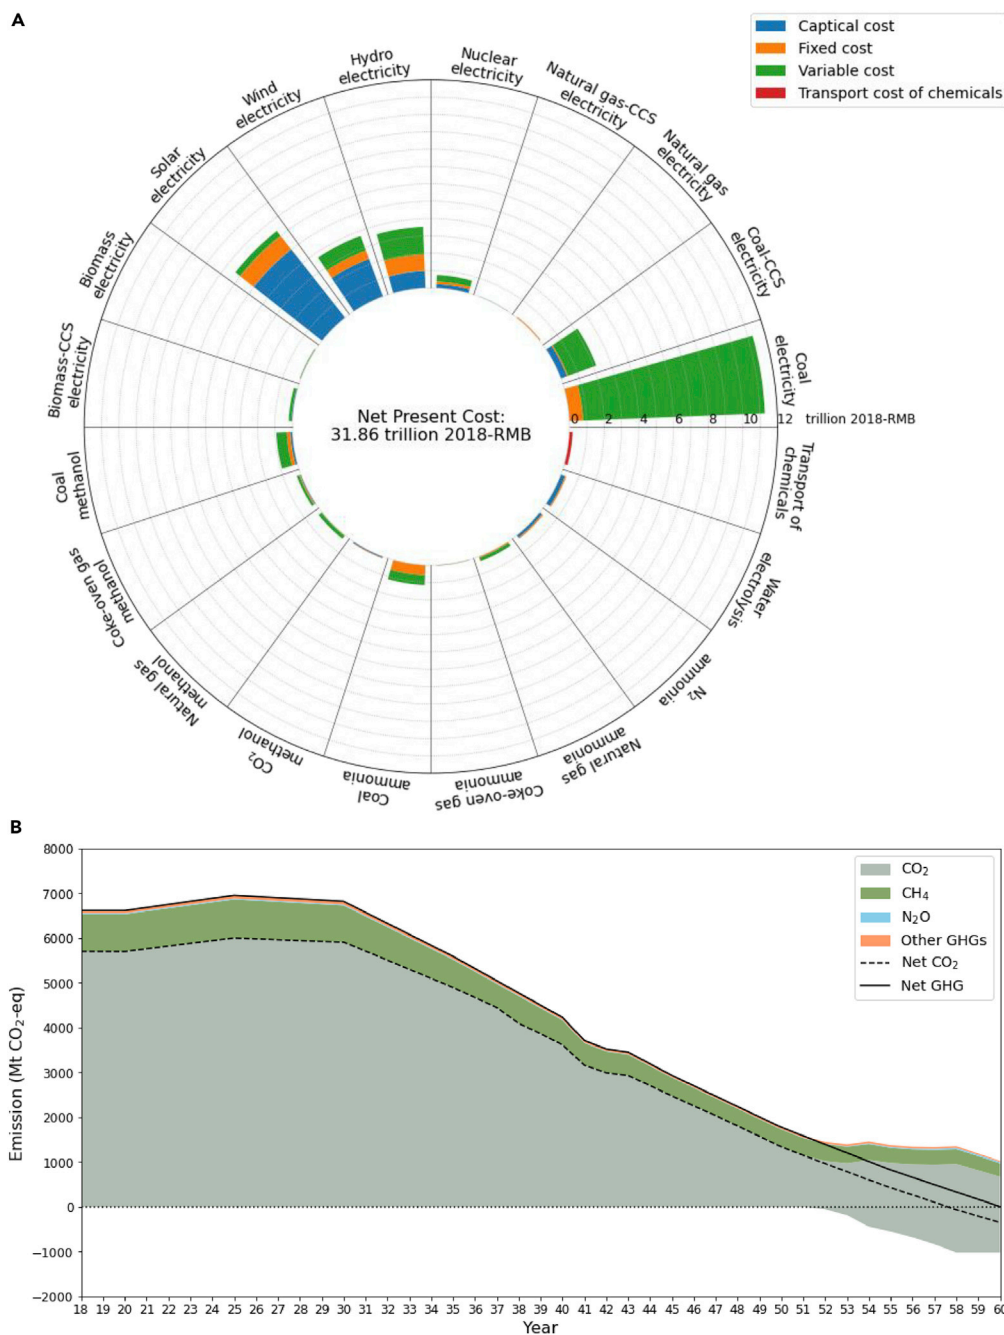 A
Captical cost
Fixed cost
Variable cost
Transport cost of chemicals
Hydro
electricity
Nuclear
electricity
Natural gas-CCS
electricity
Natural gas
electricity
Coal-CCS
electricity
Coal
electricity
Wind
electricity
Solar
electricity
Biomass
electricity
Biomass-CCS
electricity
Net Present Cost:
31.86 trillion 2018-RMB
0 2 4 6 8 10 12 trillion 2018-RMB
Coal
methanol
Coke-oven gas
methanol
Natural gas
methanol
CO₂
methanol
Coal
ammonia
Coke-oven gas
ammonia
Natural gas
ammonia
N₂
ammonia
Water
electrolysis
Transport of
chemicals
B
8000
7000
6000
5000
4000
3000
2000
1000
0
−1000
−2000
Emission (Mt CO₂-eq)
CO₂
CH₄
N₂O
Other GHGs
Net CO₂
Net GHG
18 19 20 21 22 23 24 25 26 27 28 29 30 31 32 33 34 35 36 37 38 39 40 41 42 43 44 45 46 47 48 49 50 51 52 53 54 55 56 57 58 59 60
Year